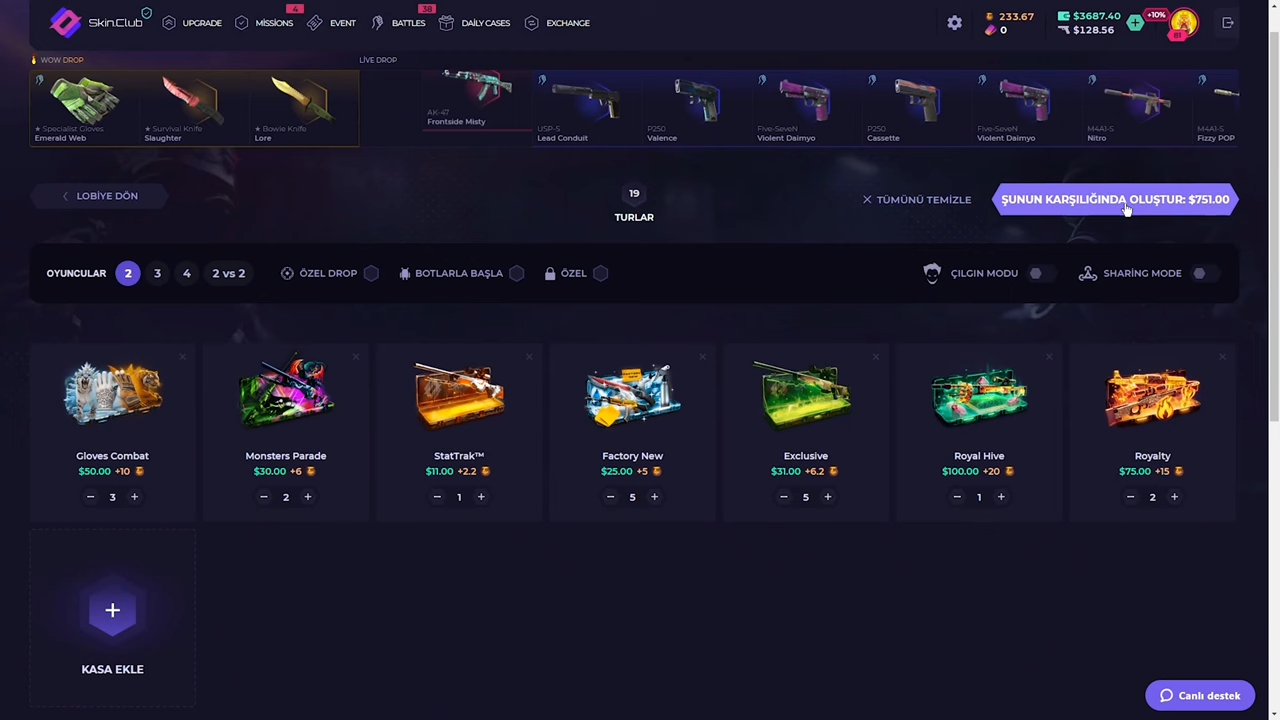 Skin.Club
UPGRADE
4
MISSIONS
EVENT
38
BATTLES
DAILY CASES
EXCHANGE
233.67
0
$3687.40
$128.56
+10%
81
WOW DROP
LIVE DROP
★ Specialist Gloves
Emerald Web
★ Survival Knife
Slaughter
★ Bowie Knife
Lore
AK-47
Frontside Misty
USP-S
Lead Conduit
P250
Valence
Five-SeveN
Violent Daimyo
P250
Cassette
Five-SeveN
Violent Daimyo
M4A1-S
Nitro
M4A1-S
Fizzy POP
LOBİYE DÖN
19
TURLAR
TÜMÜNÜ TEMİZLE
ŞUNUN KARŞILIĞINDA OLUŞTUR: $751.00
OYUNCULAR
2
3
4
2 vs 2
ÖZEL DROP
BOTLARLA BAŞLA
ÖZEL
ÇILGIN MODU
SHARİNG MODE
Gloves Combat
$50.00 +10
− 3 +
Monsters Parade
$30.00 +6
− 2 +
StatTrak™
$11.00 +2.2
− 1 +
Factory New
$25.00 +5
− 5 +
Exclusive
$31.00 +6.2
− 5 +
Royal Hive
$100.00 +20
− 1 +
Royalty
$75.00 +15
− 2 +
+
KASA EKLE
Canlı destek